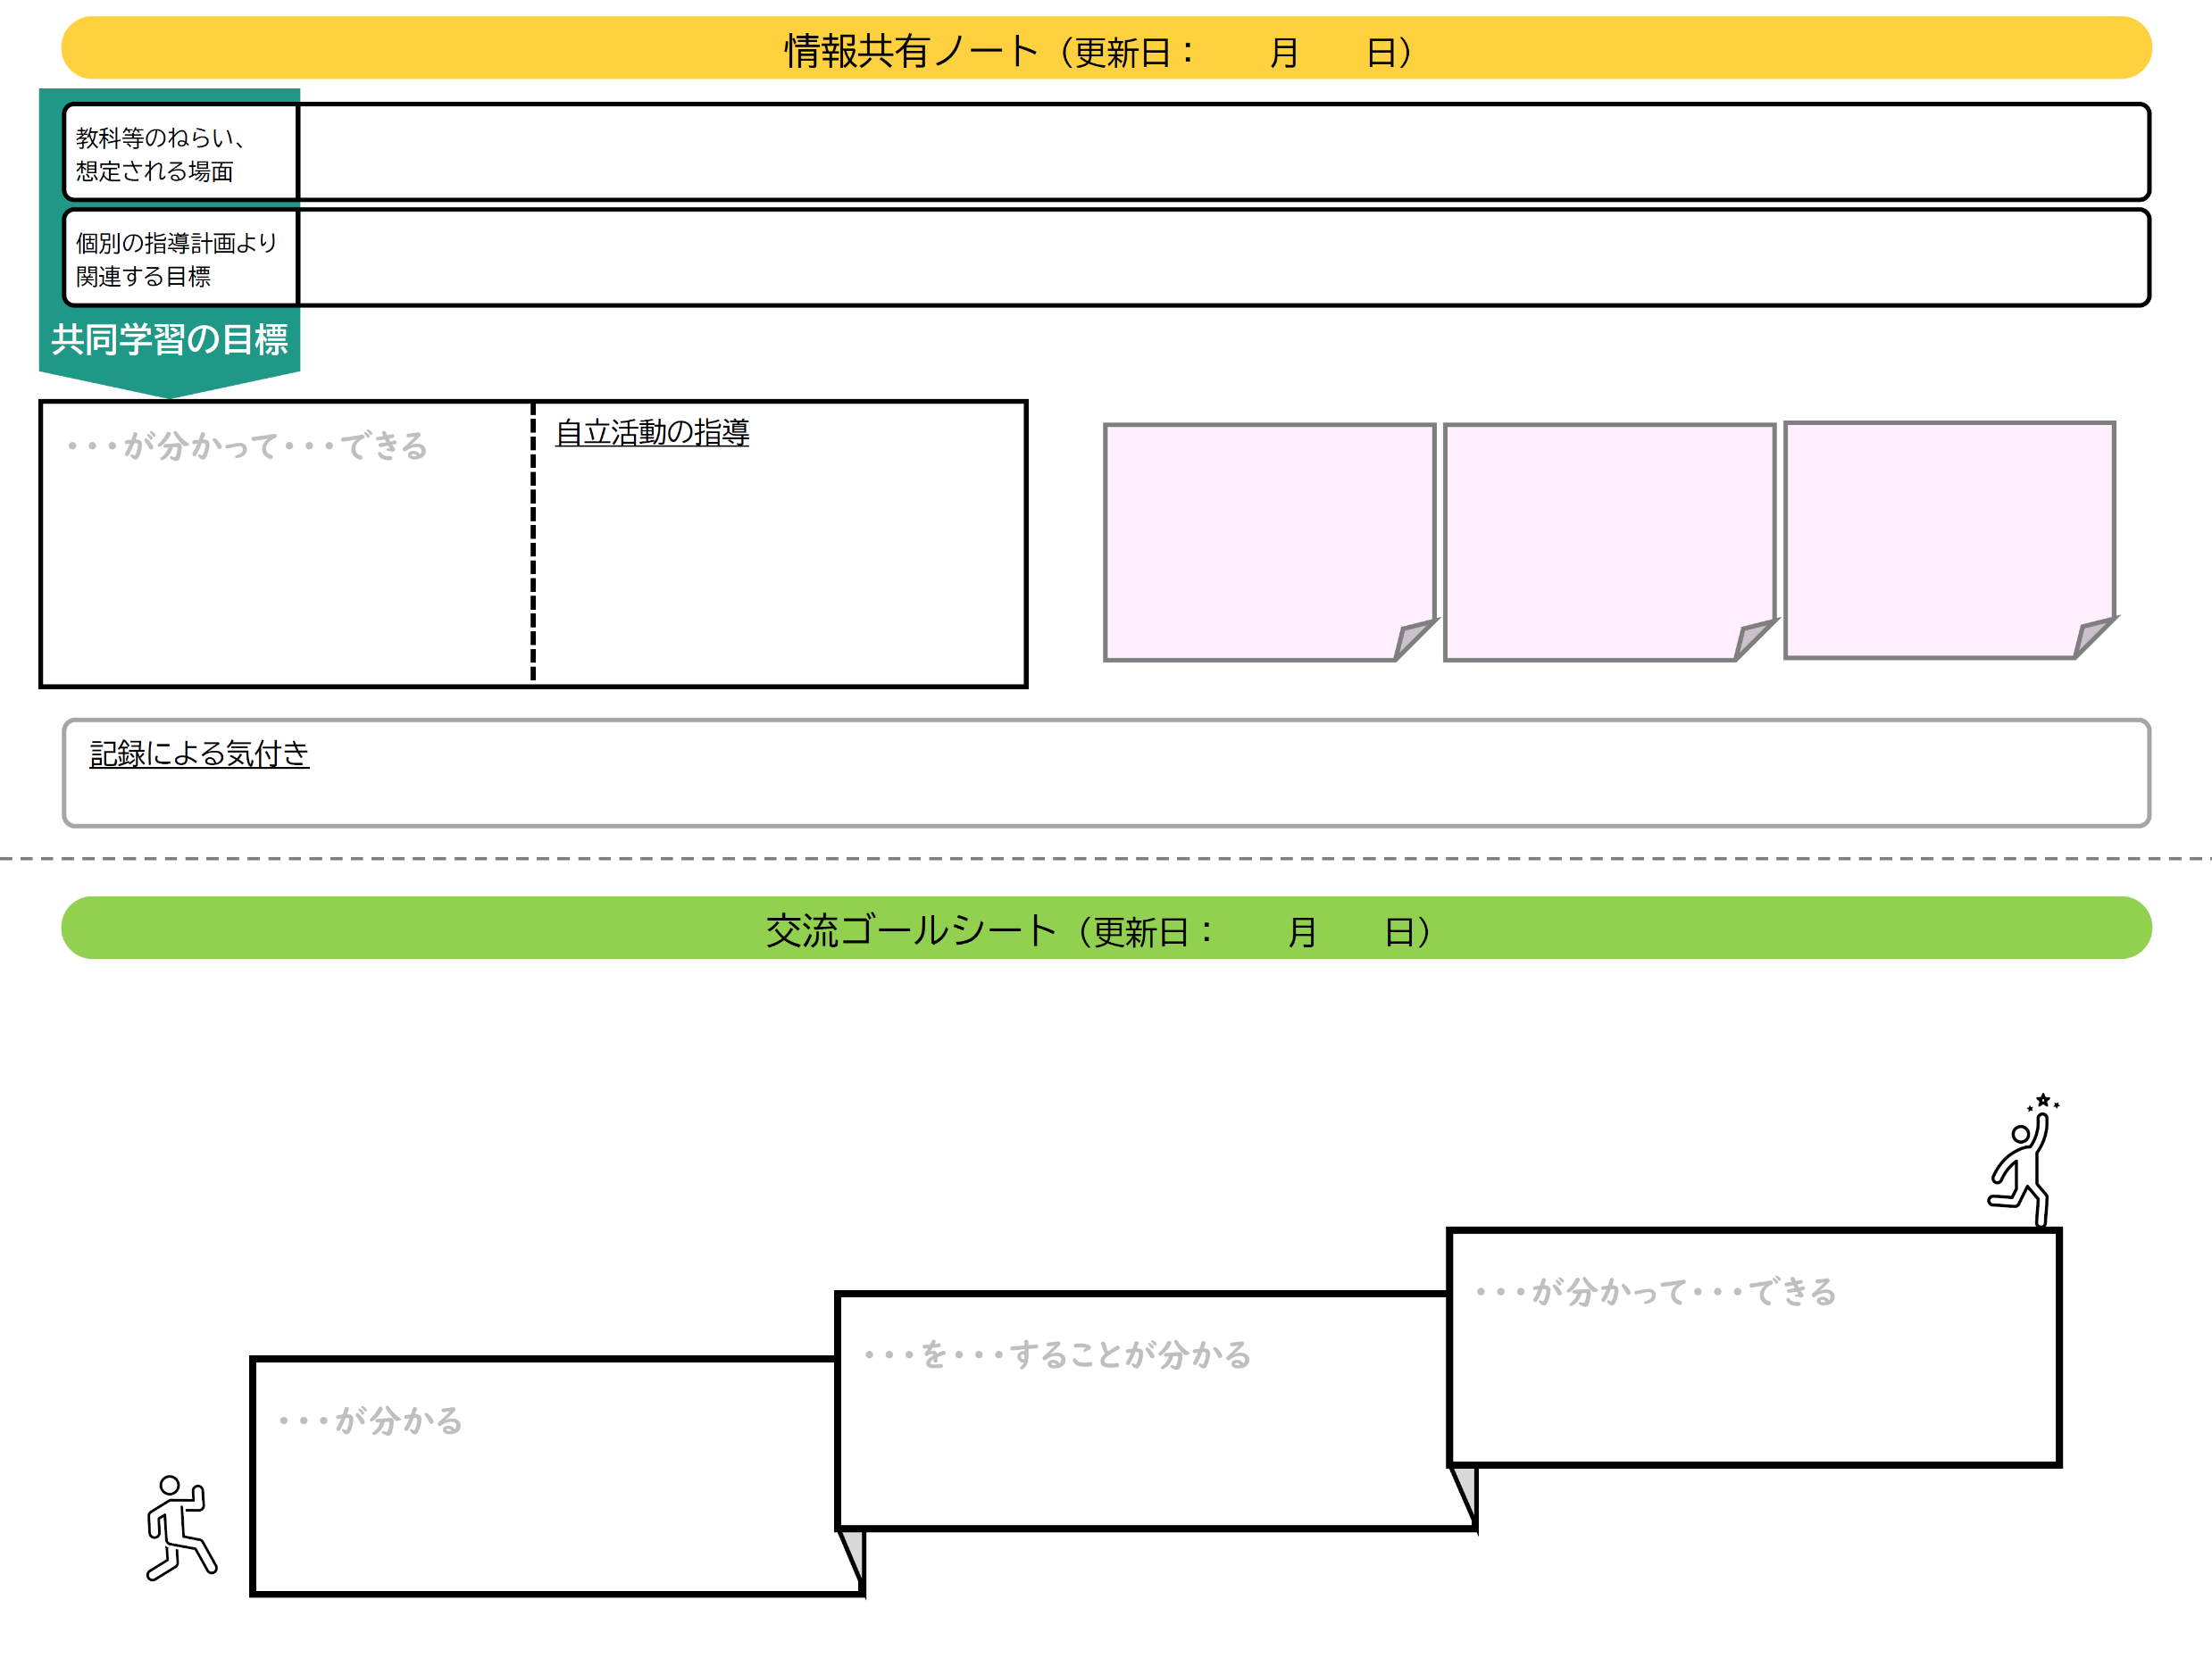 情報共有ノート（更新日：　　月　　日）
教科等のねらい、
想定される場面
個別の指導計画より
関連する目標
共同学習の目標
・・・が分かって・・・できる
自立活動の指導
記録による気付き
交流ゴールシート（更新日：　　月　　日）
・・・が分かって・・・できる
・・・を・・・することが分かる
・・・が分かる